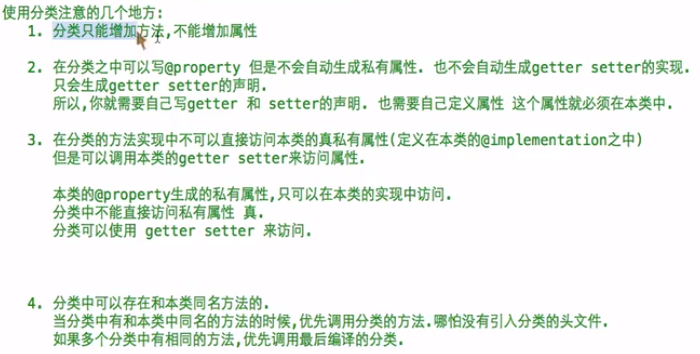 使用分类注意的几个地方:
1. 分类只能增加方法,不能增加属性
2. 在分类之中可以写@property 但是不会自动生成私有属性. 也不会自动生成getter setter的实现.
只会生成getter setter的声明.
所以,你就需要自己写getter 和 setter的声明. 也需要自己定义属性 这个属性就必须在本类中.
3. 在分类的方法实现中不可以直接访问本类的真私有属性(定义在本类的@implementation之中)
但是可以调用本类的getter setter来访问属性.
本类的@property生成的私有属性,只可以在本类的实现中访问.
分类中不能直接访问私有属性 真.
分类可以使用 getter setter 来访问.
4. 分类中可以存在和本类同名方法的.
当分类中有和本类中同名的方法的时候,优先调用分类的方法.哪怕没有引入分类的头文件.
如果多个分类中有相同的方法,优先调用最后编译的分类.